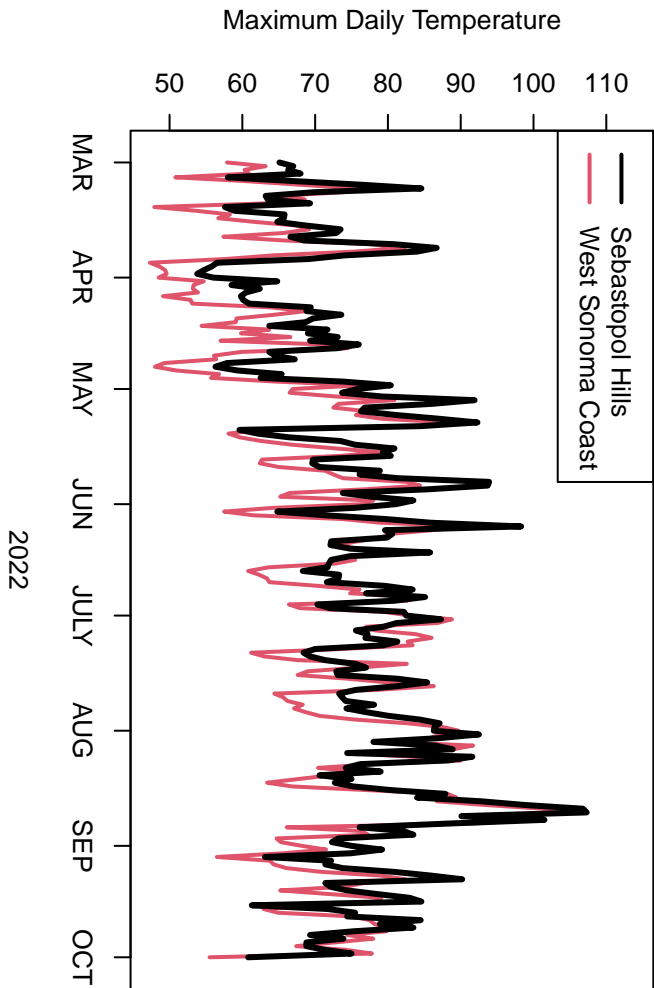 Maximum Daily Temperature
50
60
70
80
90
100
110
Sebastopol Hills
West Sonoma Coast
MAR
APR
MAY
JUN
JULY
AUG
SEP
OCT
2022